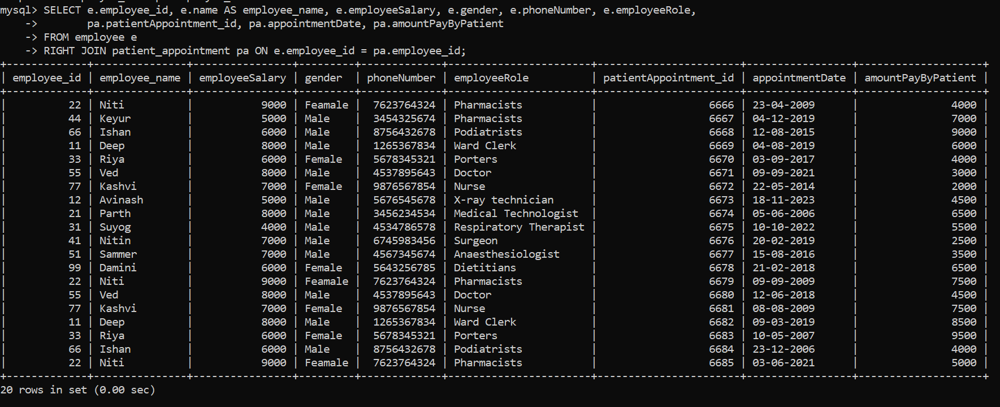 mysql> SELECT e.employee_id, e.name AS employee_name, e.employeeSalary, e.gender, e.phoneNumber, e.employeeRole,
    ->        pa.patientAppointment_id, pa.appointmentDate, pa.amountPayByPatient
    -> FROM employee e
    -> RIGHT JOIN patient_appointment pa ON e.employee_id = pa.employee_id;
+-------------+---------------+----------------+---------+-------------+-----------------------+-----------------------+-----------------+--------------------+
| employee_id | employee_name | employeeSalary | gender  | phoneNumber | employeeRole          | patientAppointment_id | appointmentDate | amountPayByPatient |
+-------------+---------------+----------------+---------+-------------+-----------------------+-----------------------+-----------------+--------------------+
|          22 | Niti          |           9000 | Feamale |  7623764324 | Pharmacists           |                  6666 | 23-04-2009      |               4000 |
|          44 | Keyur         |           5000 | Male    |  3454325674 | Pharmacists           |                  6667 | 04-12-2019      |               7000 |
|          66 | Ishan         |           6000 | Male    |  8756432678 | Podiatrists           |                  6668 | 12-08-2015      |               9000 |
|          11 | Deep          |           8000 | Male    |  1265367834 | Ward Clerk            |                  6669 | 04-08-2019      |               6000 |
|          33 | Riya          |           6000 | Female  |  5678345321 | Porters               |                  6670 | 03-09-2017      |               4000 |
|          55 | Ved           |           8000 | Male    |  4537895643 | Doctor                |                  6671 | 09-09-2021      |               3000 |
|          77 | Kashvi        |           7000 | Female  |  9876567854 | Nurse                 |                  6672 | 22-05-2014      |               2000 |
|          12 | Avinash       |           5000 | Male    |  5676545678 | X-ray technician      |                  6673 | 18-11-2023      |               4500 |
|          21 | Parth         |           8000 | Male    |  3456234534 | Medical Technologist  |                  6674 | 05-06-2006      |               6500 |
|          31 | Suyog         |           4000 | Male    |  4534786578 | Respiratory Therapist |                  6675 | 10-10-2022      |               5500 |
|          41 | Nitin         |           7000 | Male    |  6745983456 | Surgeon               |                  6676 | 20-02-2019      |               2500 |
|          51 | Sammer        |           7000 | Male    |  4567345674 | Anaesthesiologist     |                  6677 | 15-08-2016      |               3500 |
|          99 | Damini        |           6000 | Female  |  5643256785 | Dietitians            |                  6678 | 21-02-2018      |               6500 |
|          22 | Niti          |           9000 | Feamale |  7623764324 | Pharmacists           |                  6679 | 09-09-2009      |               7500 |
|          55 | Ved           |           8000 | Male    |  4537895643 | Doctor                |                  6680 | 12-06-2018      |               4500 |
|          77 | Kashvi        |           7000 | Female  |  9876567854 | Nurse                 |                  6681 | 08-08-2009      |               7500 |
|          11 | Deep          |           8000 | Male    |  1265367834 | Ward Clerk            |                  6682 | 09-03-2019      |               8500 |
|          33 | Riya          |           6000 | Female  |  5678345321 | Porters               |                  6683 | 10-05-2007      |               9500 |
|          66 | Ishan         |           6000 | Male    |  8756432678 | Podiatrists           |                  6684 | 23-12-2006      |               4000 |
|          22 | Niti          |           9000 | Feamale |  7623764324 | Pharmacists           |                  6685 | 03-06-2021      |               5000 |
+-------------+---------------+----------------+---------+-------------+-----------------------+-----------------------+-----------------+--------------------+
20 rows in set (0.00 sec)